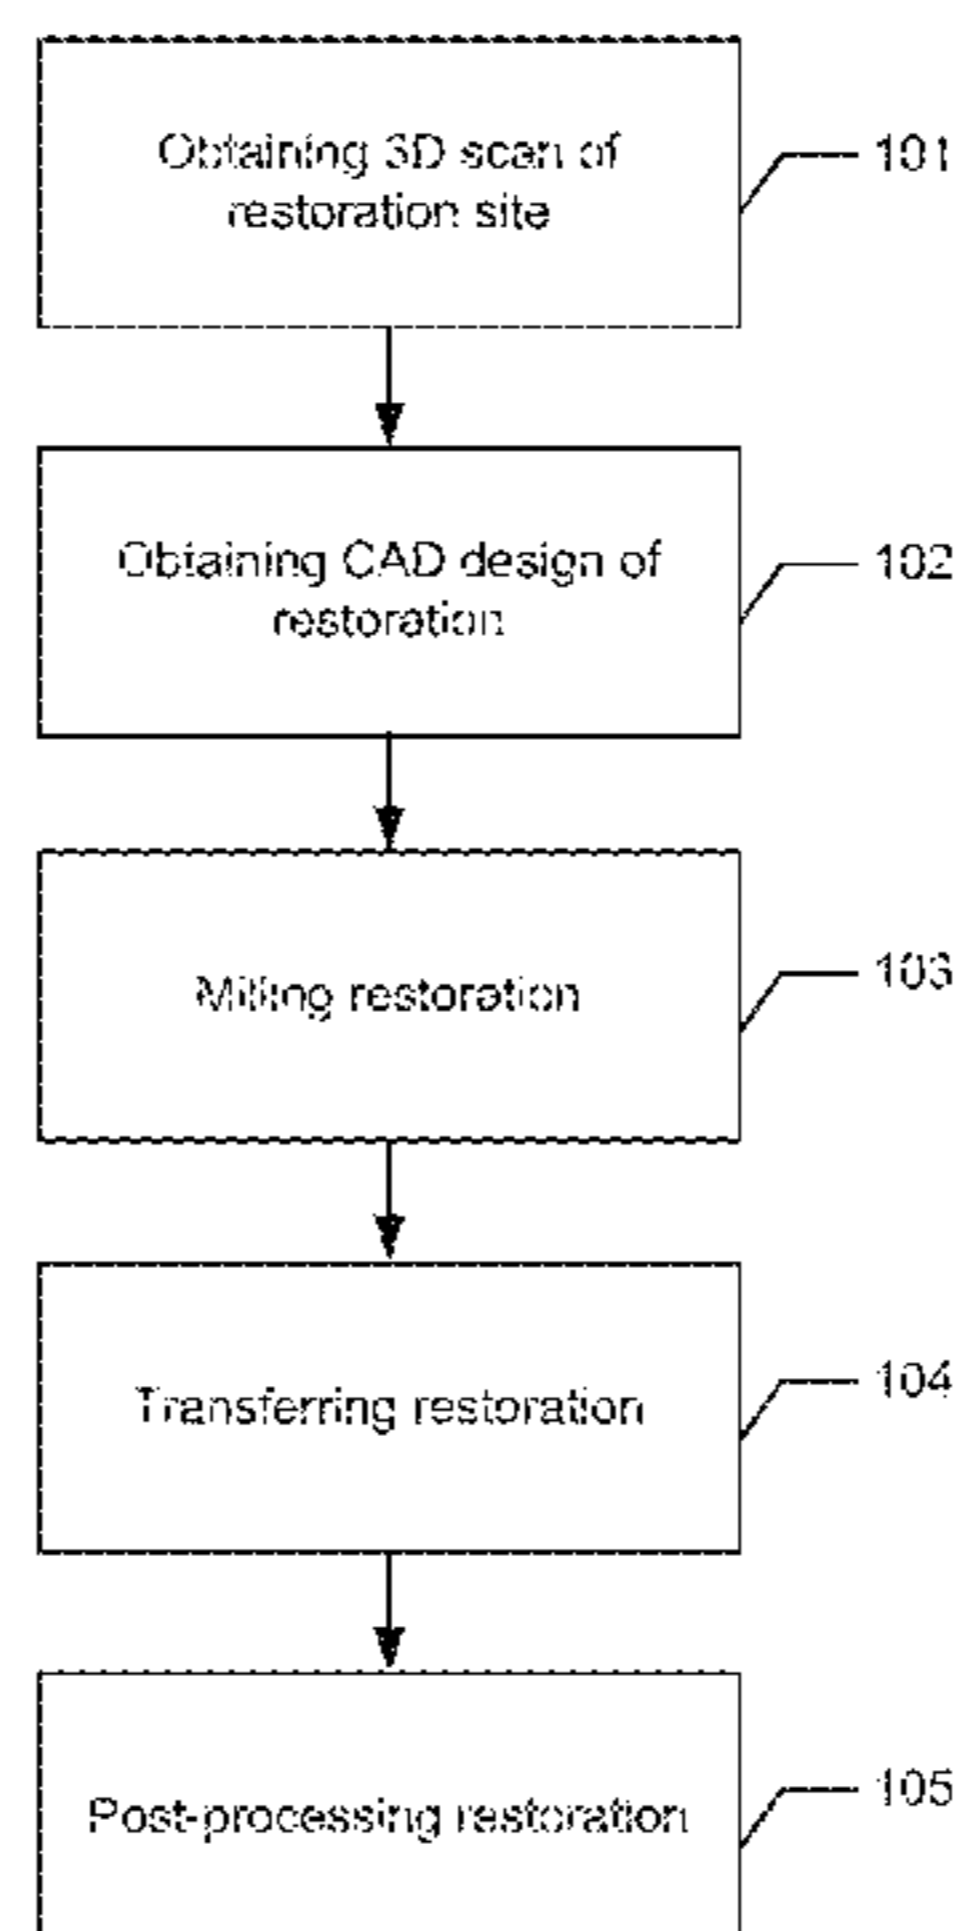 Obtaining 3D scan of
restoration site
101
Obtaining CAD design of
restoration
102
Milling restoration
103
Transferring restoration
104
Post-processing restoration
105